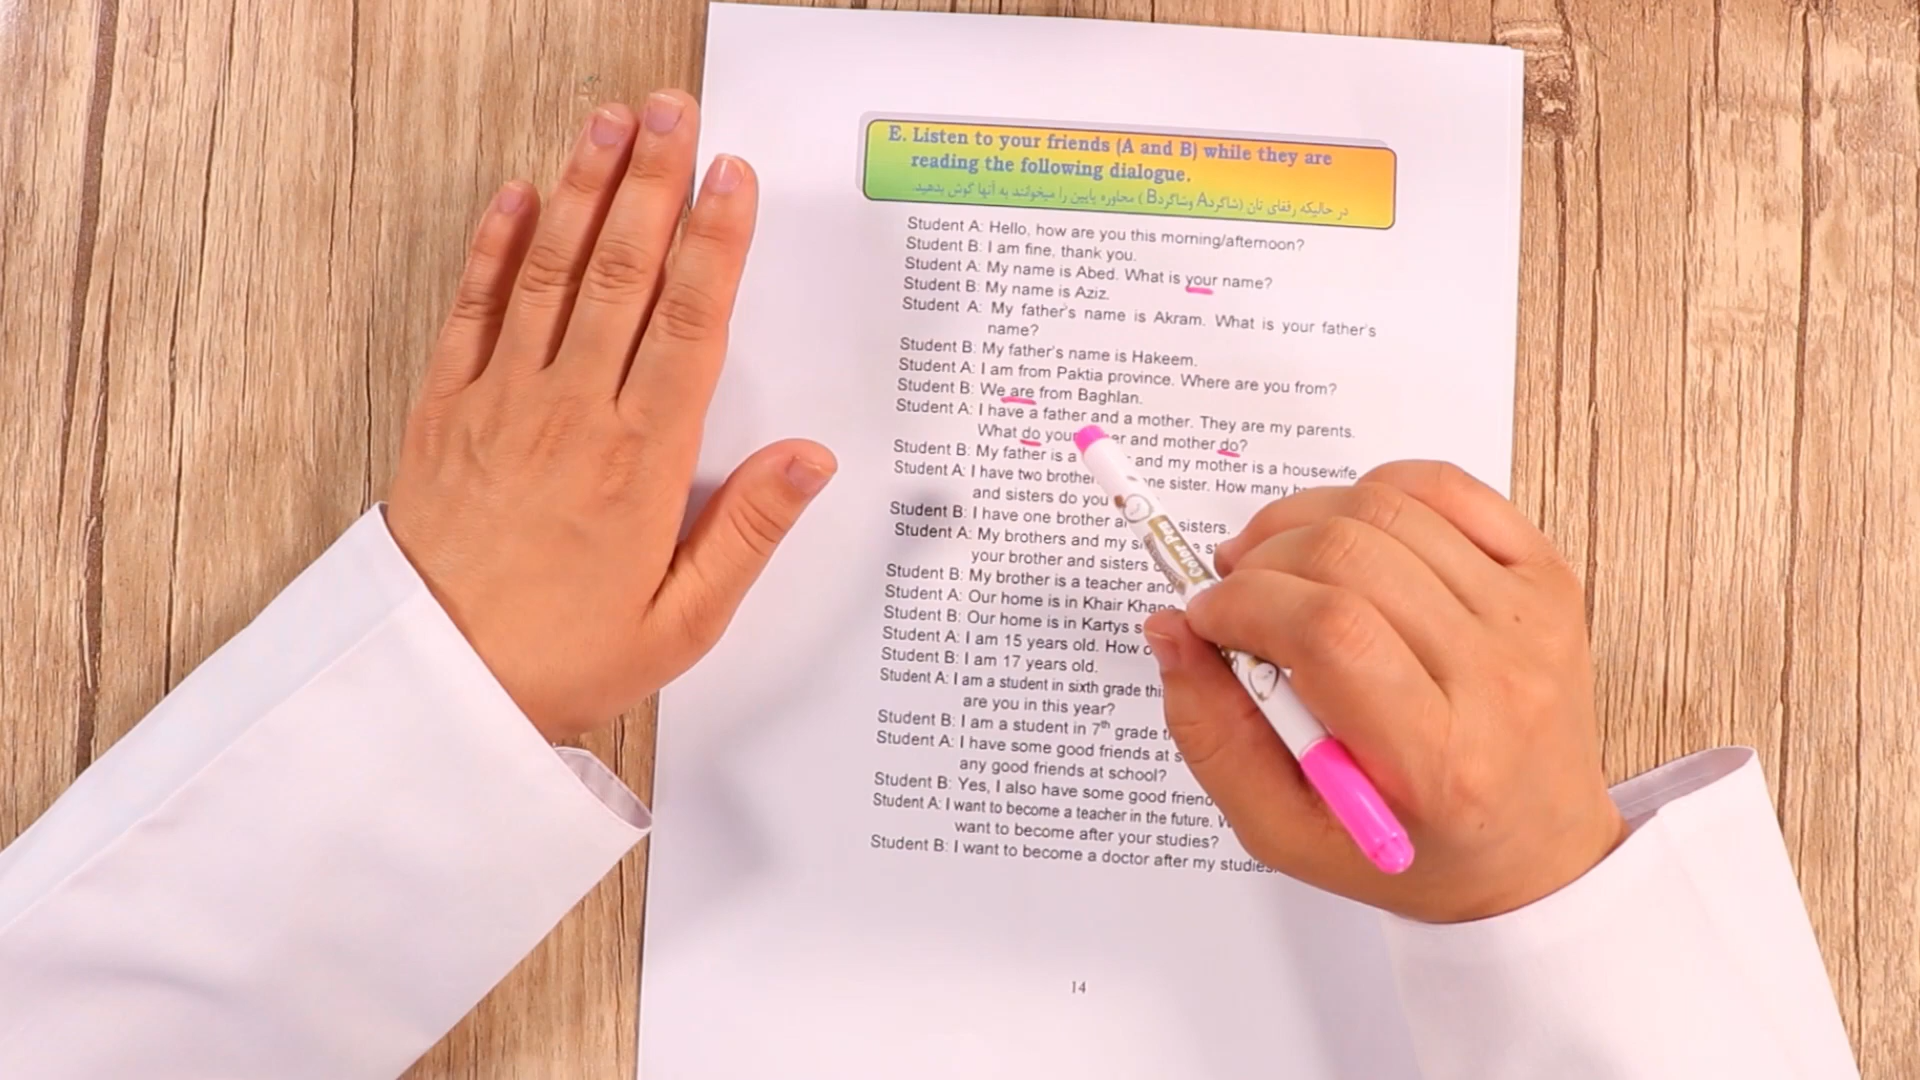 E. Listen to your friends (A and B) while they are
reading the following dialogue.
در حالیکه رفقای تان (شاگردA وشاگردB ) محاوره پایین را میخوانند به آنها گوش بدهید.
Student A: Hello, how are you this morning/afternoon?
Student B: I am fine, thank you.
Student A: My name is Abed. What is your name?
Student B: My name is Aziz.
Student A: My father's name is Akram. What is your father's
name?
Student B: My father's name is Hakeem.
Student A: I am from Paktia province. Where are you from?
Student B: We are from Baghlan.
Student A: I have a father and a mother. They are my parents.
What do your and mother do?
Student B: My father is a and my mother is a housewife
Student A: I have two one sister. How many
and sisters do you
Student B: I have one brother sisters.
Student A: My brothers and my
your brother and sisters
Student B: My brother is a teacher and
Student A: Our home is in Khair Khana
Student B: Our home is in Kartys
Student A: I am 15 years old. How
Student B: I am 17 years old.
Student A: I am a student in sixth grade
are you in this year?
Student B: I am a student in 7th grade
Student A: I have some good friends at
any good friends at school?
Student B: Yes, I also have some good
Student A: I want to become a teacher in the future.
want to become after your studies?
Student B: I want to become a doctor after my studies.
Color Pen
14